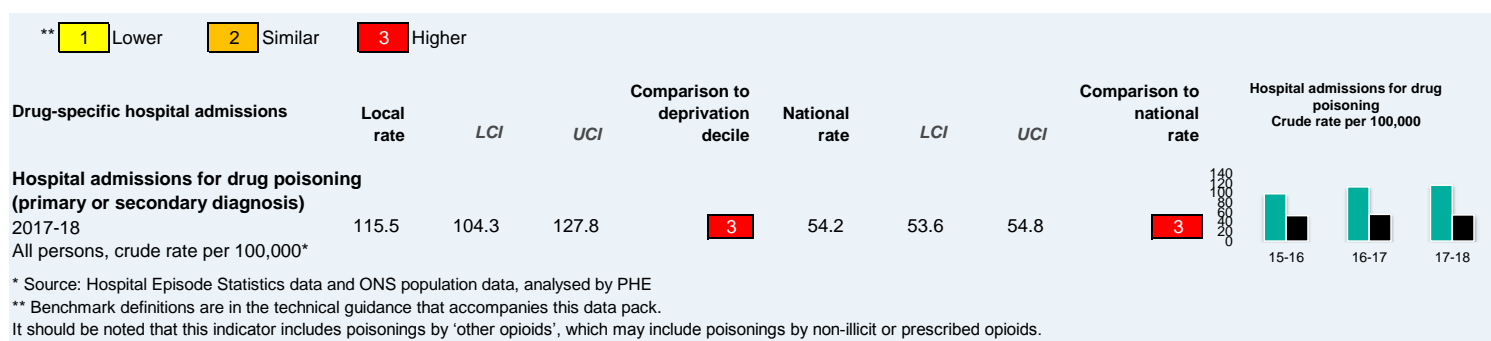 ** 1 Lower 2 Similar 3 Higher
Drug-specific hospital admissions
Local
rate
LCI
UCI
Comparison to
deprivation
decile
National
rate
LCI
UCI
Comparison to
national
rate
Hospital admissions for drug
poisoning
Crude rate per 100,000
Hospital admissions for drug poisoning
(primary or secondary diagnosis)
2017-18
All persons, crude rate per 100,000*
115.5 104.3 127.8 3 54.2 53.6 54.8 3
140
120
100
80
60
40
20
0
15-16 16-17 17-18
* Source: Hospital Episode Statistics data and ONS population data, analysed by PHE
** Benchmark definitions are in the technical guidance that accompanies this data pack.
It should be noted that this indicator includes poisonings by ‘other opioids’, which may include poisonings by non-illicit or prescribed opioids.